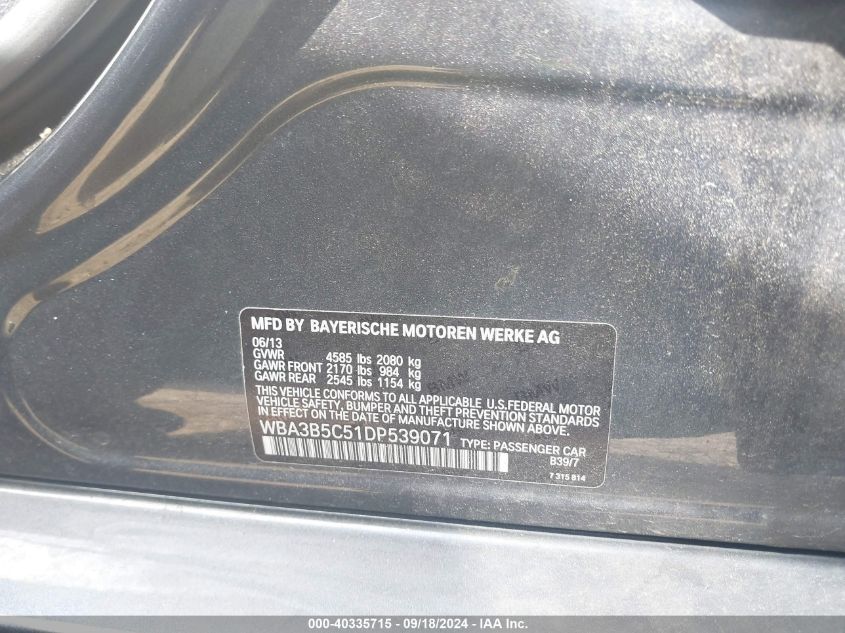 MFD BY BAYERISCHE MOTOREN WERKE AG
06/13
GVWR 4585 lbs 2080 kg
GAWR FRONT 2170 lbs 984 kg
GAWR REAR 2545 lbs 1154 kg
THIS VEHICLE CONFORMS TO ALL APPLICABLE U.S.FEDERAL MOTOR
VEHICLE SAFETY, BUMPER AND THEFT PREVENTION STANDARDS
IN EFFECT ON THE DATE OF MANUFACTURE SHOWN ABOVE.
WBA3B5C51DP539071 TYPE: PASSENGER CAR
B39/7
7 315 814
000-40335715 - 09/18/2024 - IAA, Inc.